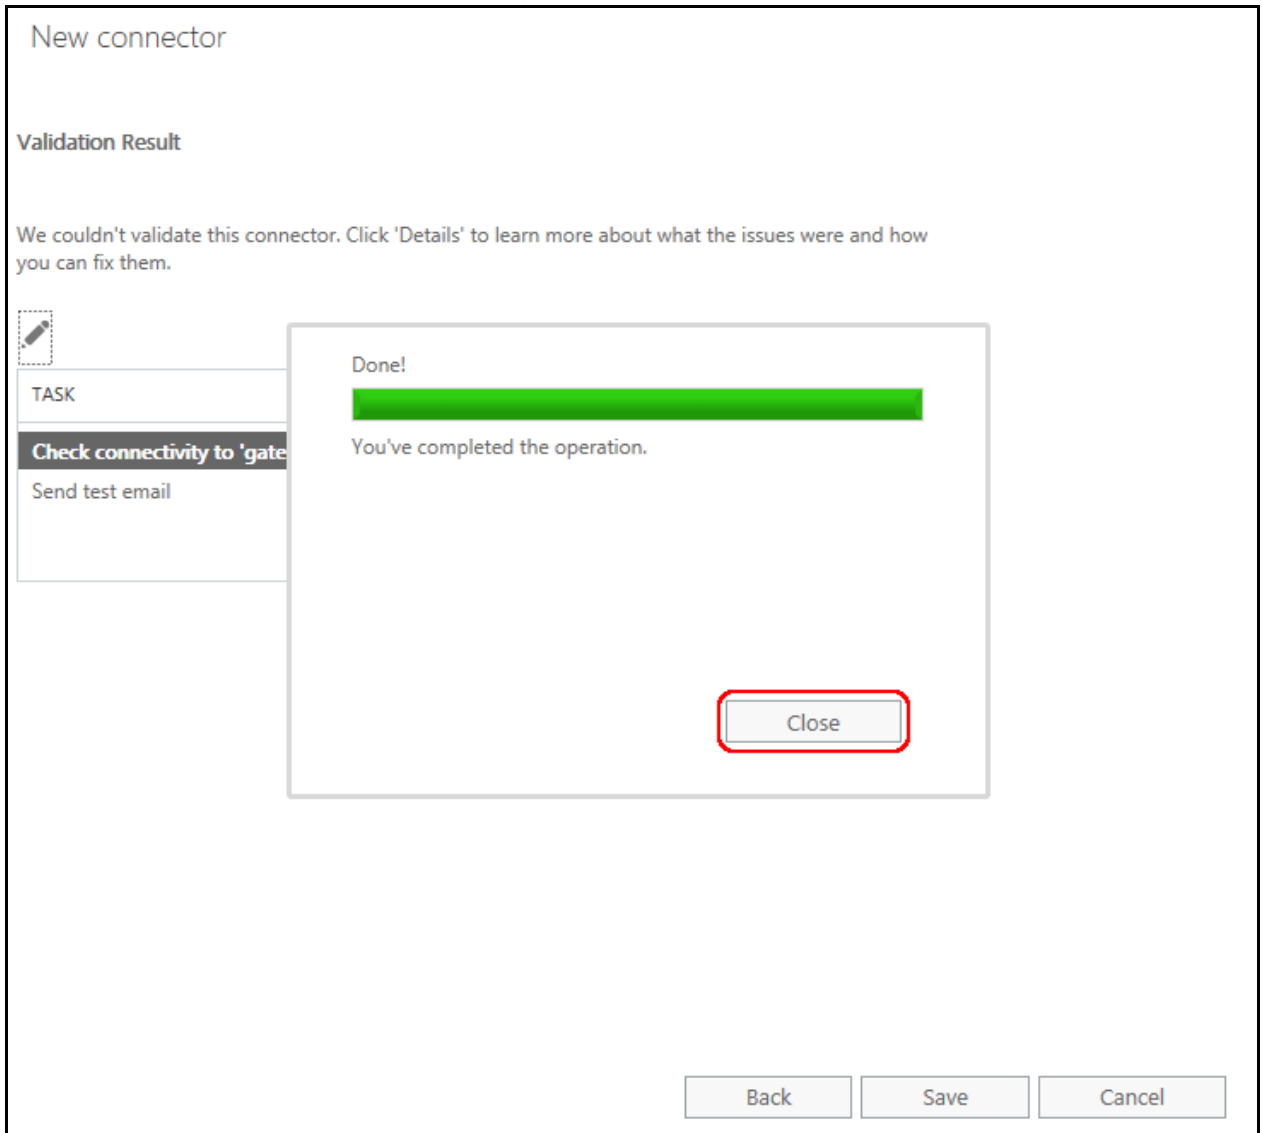 New connector
Validation Result
We couldn't validate this connector. Click 'Details' to learn more about what the issues were and how
you can fix them.
TASK
Check connectivity to 'gate
Send test email
Done!
You've completed the operation.
Close
Back
Save
Cancel